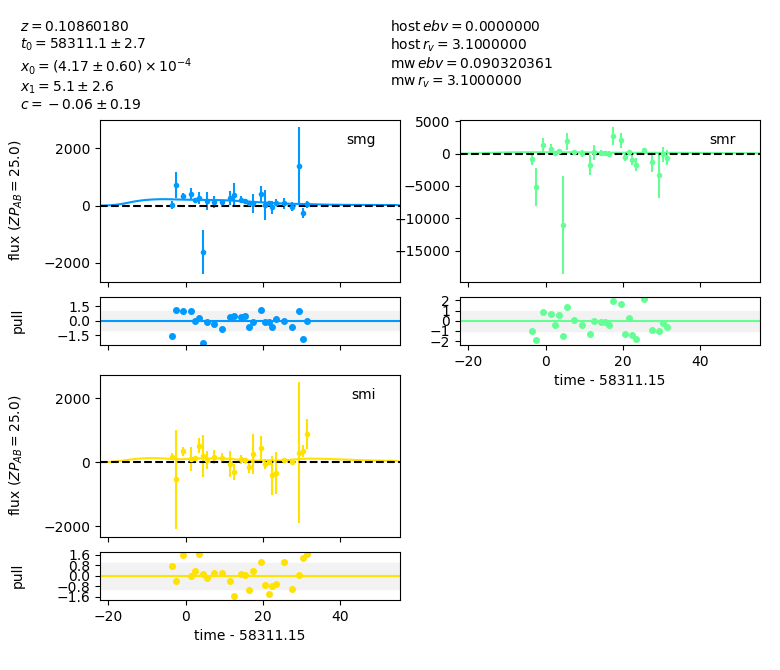 z = 0.10860180
t₀ = 58311.1 ± 2.7
x₀ = (4.17 ± 0.60) × 10⁻⁴
x₁ = 5.1 ± 2.6
c = −0.06 ± 0.19
host ebv = 0.0000000
host r_v = 3.1000000
mw ebv = 0.090320361
mw r_v = 3.1000000
smg
flux (ZP_AB = 25.0)
2000
0
−2000
smr
5000
0
−5000
−10000
−15000
pull
1.5
0.0
−1.5
2
1
0
−1
−2
−20
0
20
40
time - 58311.15
smi
flux (ZP_AB = 25.0)
2000
0
−2000
pull
1.6
0.8
0.0
−0.8
−1.6
−20
0
20
40
time - 58311.15